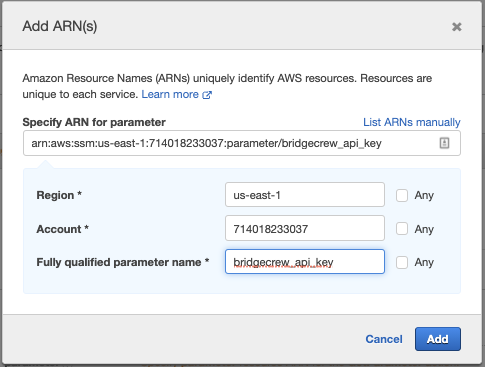 Add ARN(s)
Amazon Resource Names (ARNs) uniquely identify AWS resources. Resources are
unique to each service. Learn more
Specify ARN for parameter List ARNs manually
arn:aws:ssm:us-east-1:714018233037:parameter/bridgecrew_api_key
Region * us-east-1 Any
Account * 714018233037 Any
Fully qualified parameter name * bridgecrew_api_key Any
Cancel Add